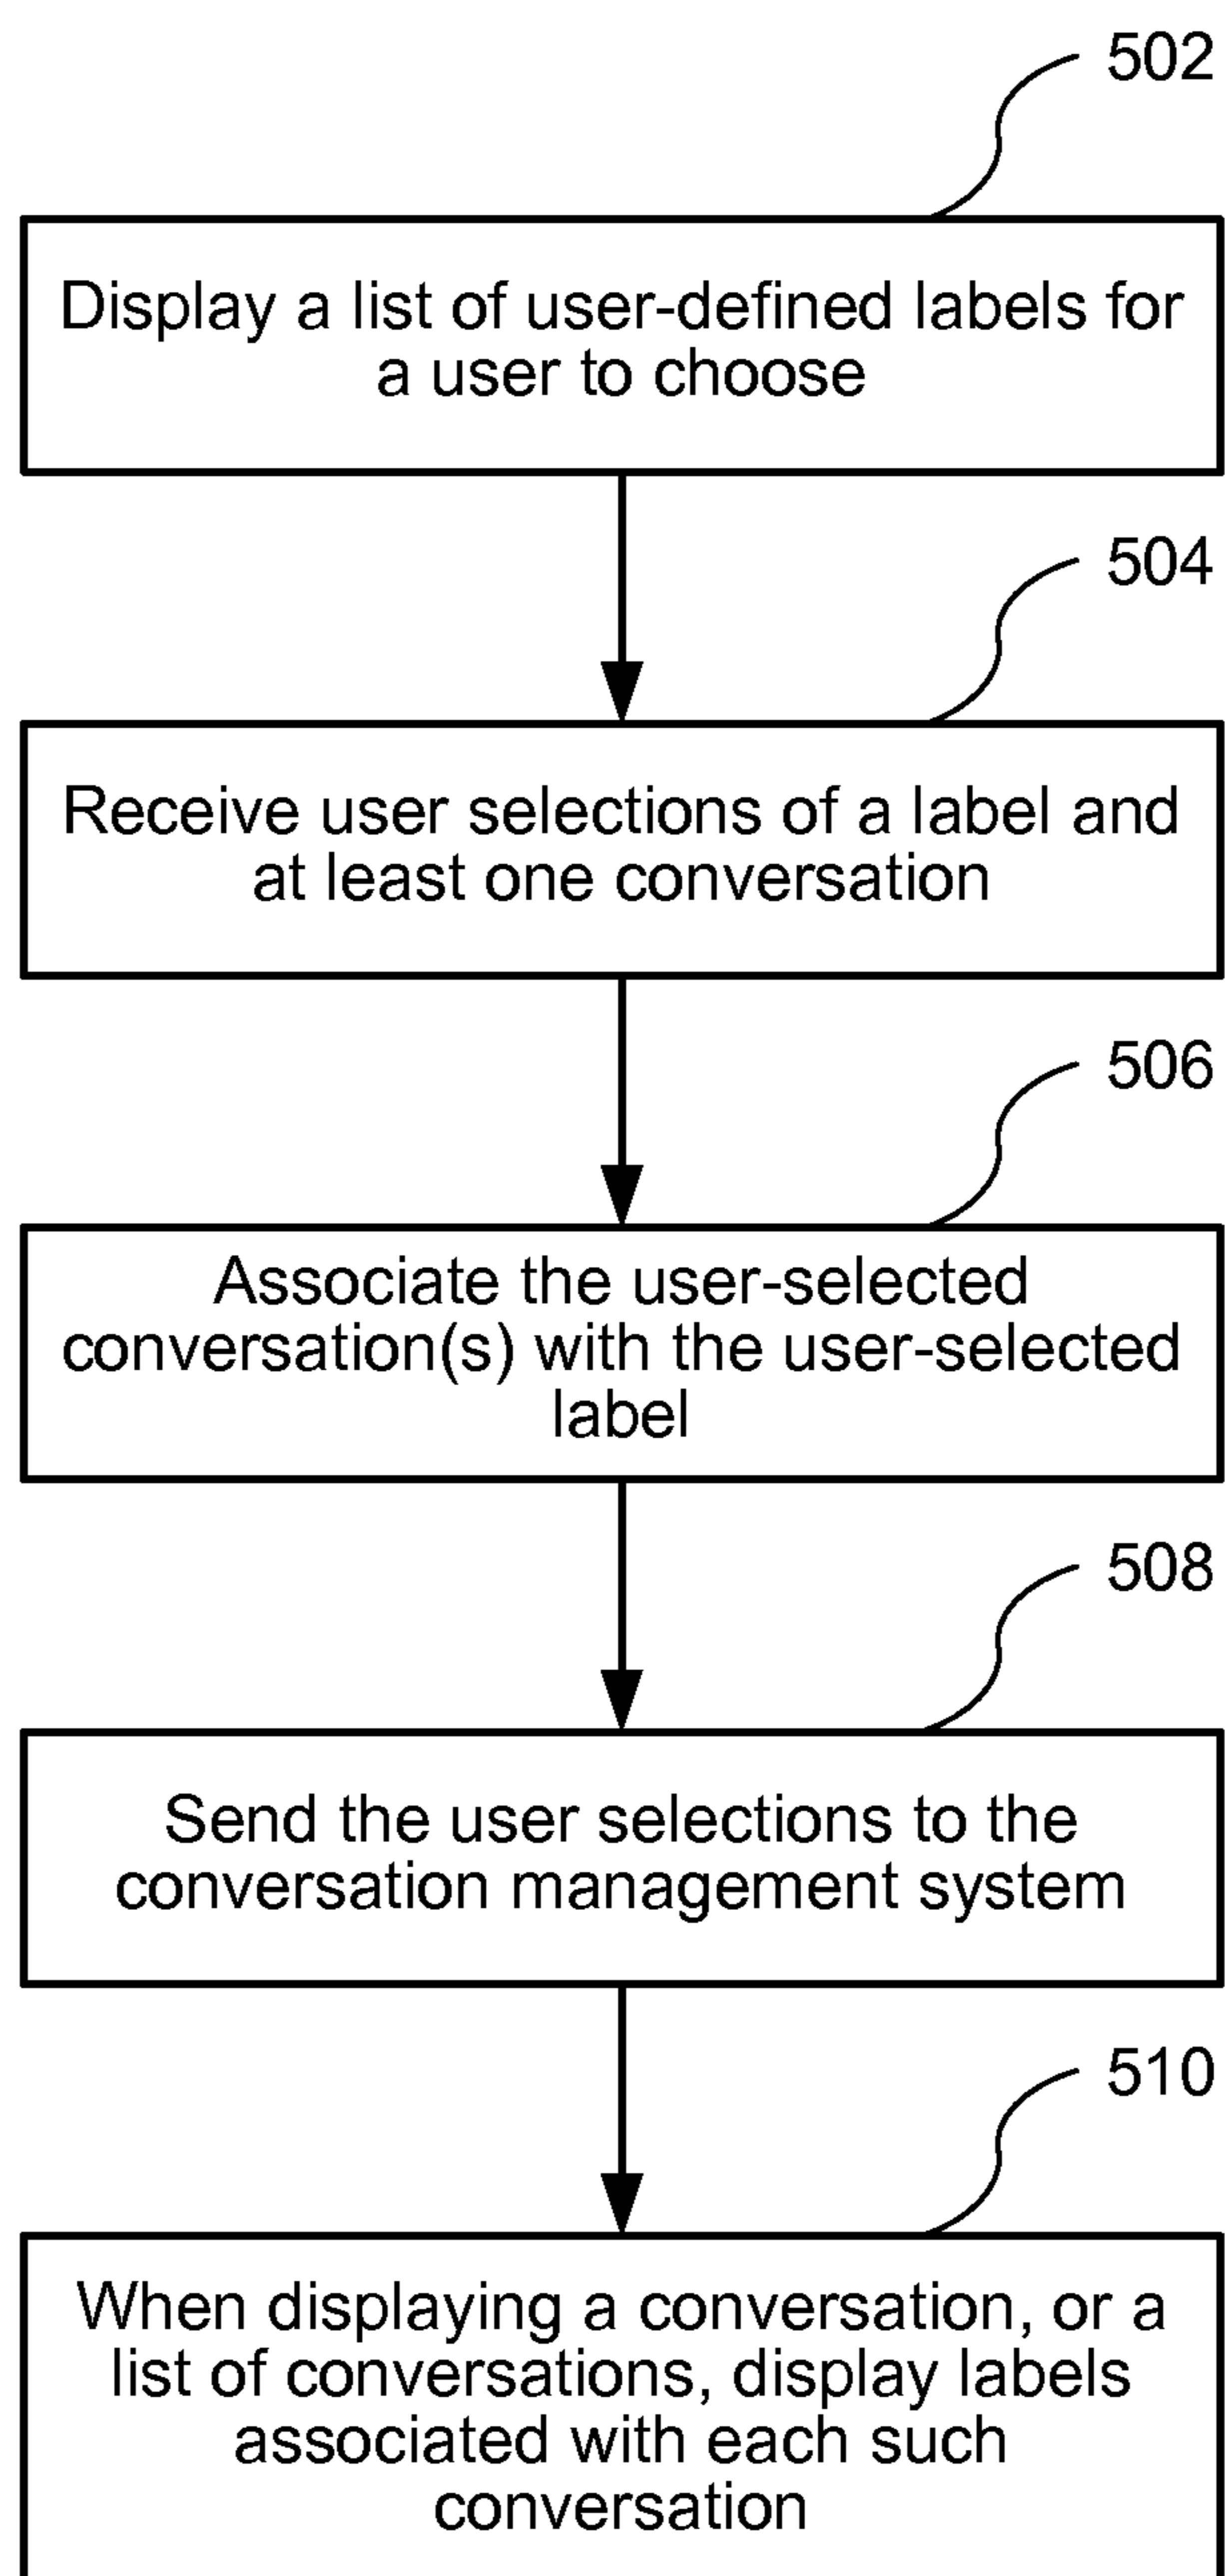 502
Display a list of user-defined labels for
a user to choose
504
Receive user selections of a label and
at least one conversation
506
Associate the user-selected
conversation(s) with the user-selected
label
508
Send the user selections to the
conversation management system
510
When displaying a conversation, or a
list of conversations, display labels
associated with each such
conversation